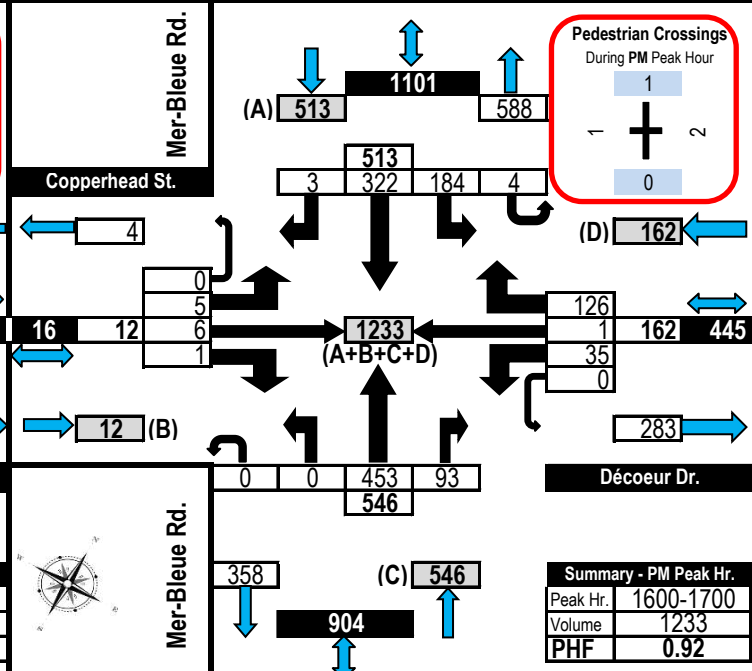 Mer-Bleue Rd.
Copperhead St.
1101
(A) 513
588
513
3 322 184 4
Pedestrian Crossings
During PM Peak Hour
1
1
2
0
4
(D) 162
0
5
6
1
16 12
1233
(A+B+C+D)
126
1
35
0
162 445
12 (B)
283
0 0 453 93
546
Décoeur Dr.
Mer-Bleue Rd.
358
(C) 546
904
Summary - PM Peak Hr.
Peak Hr. 1600-1700
Volume 1233
PHF 0.92